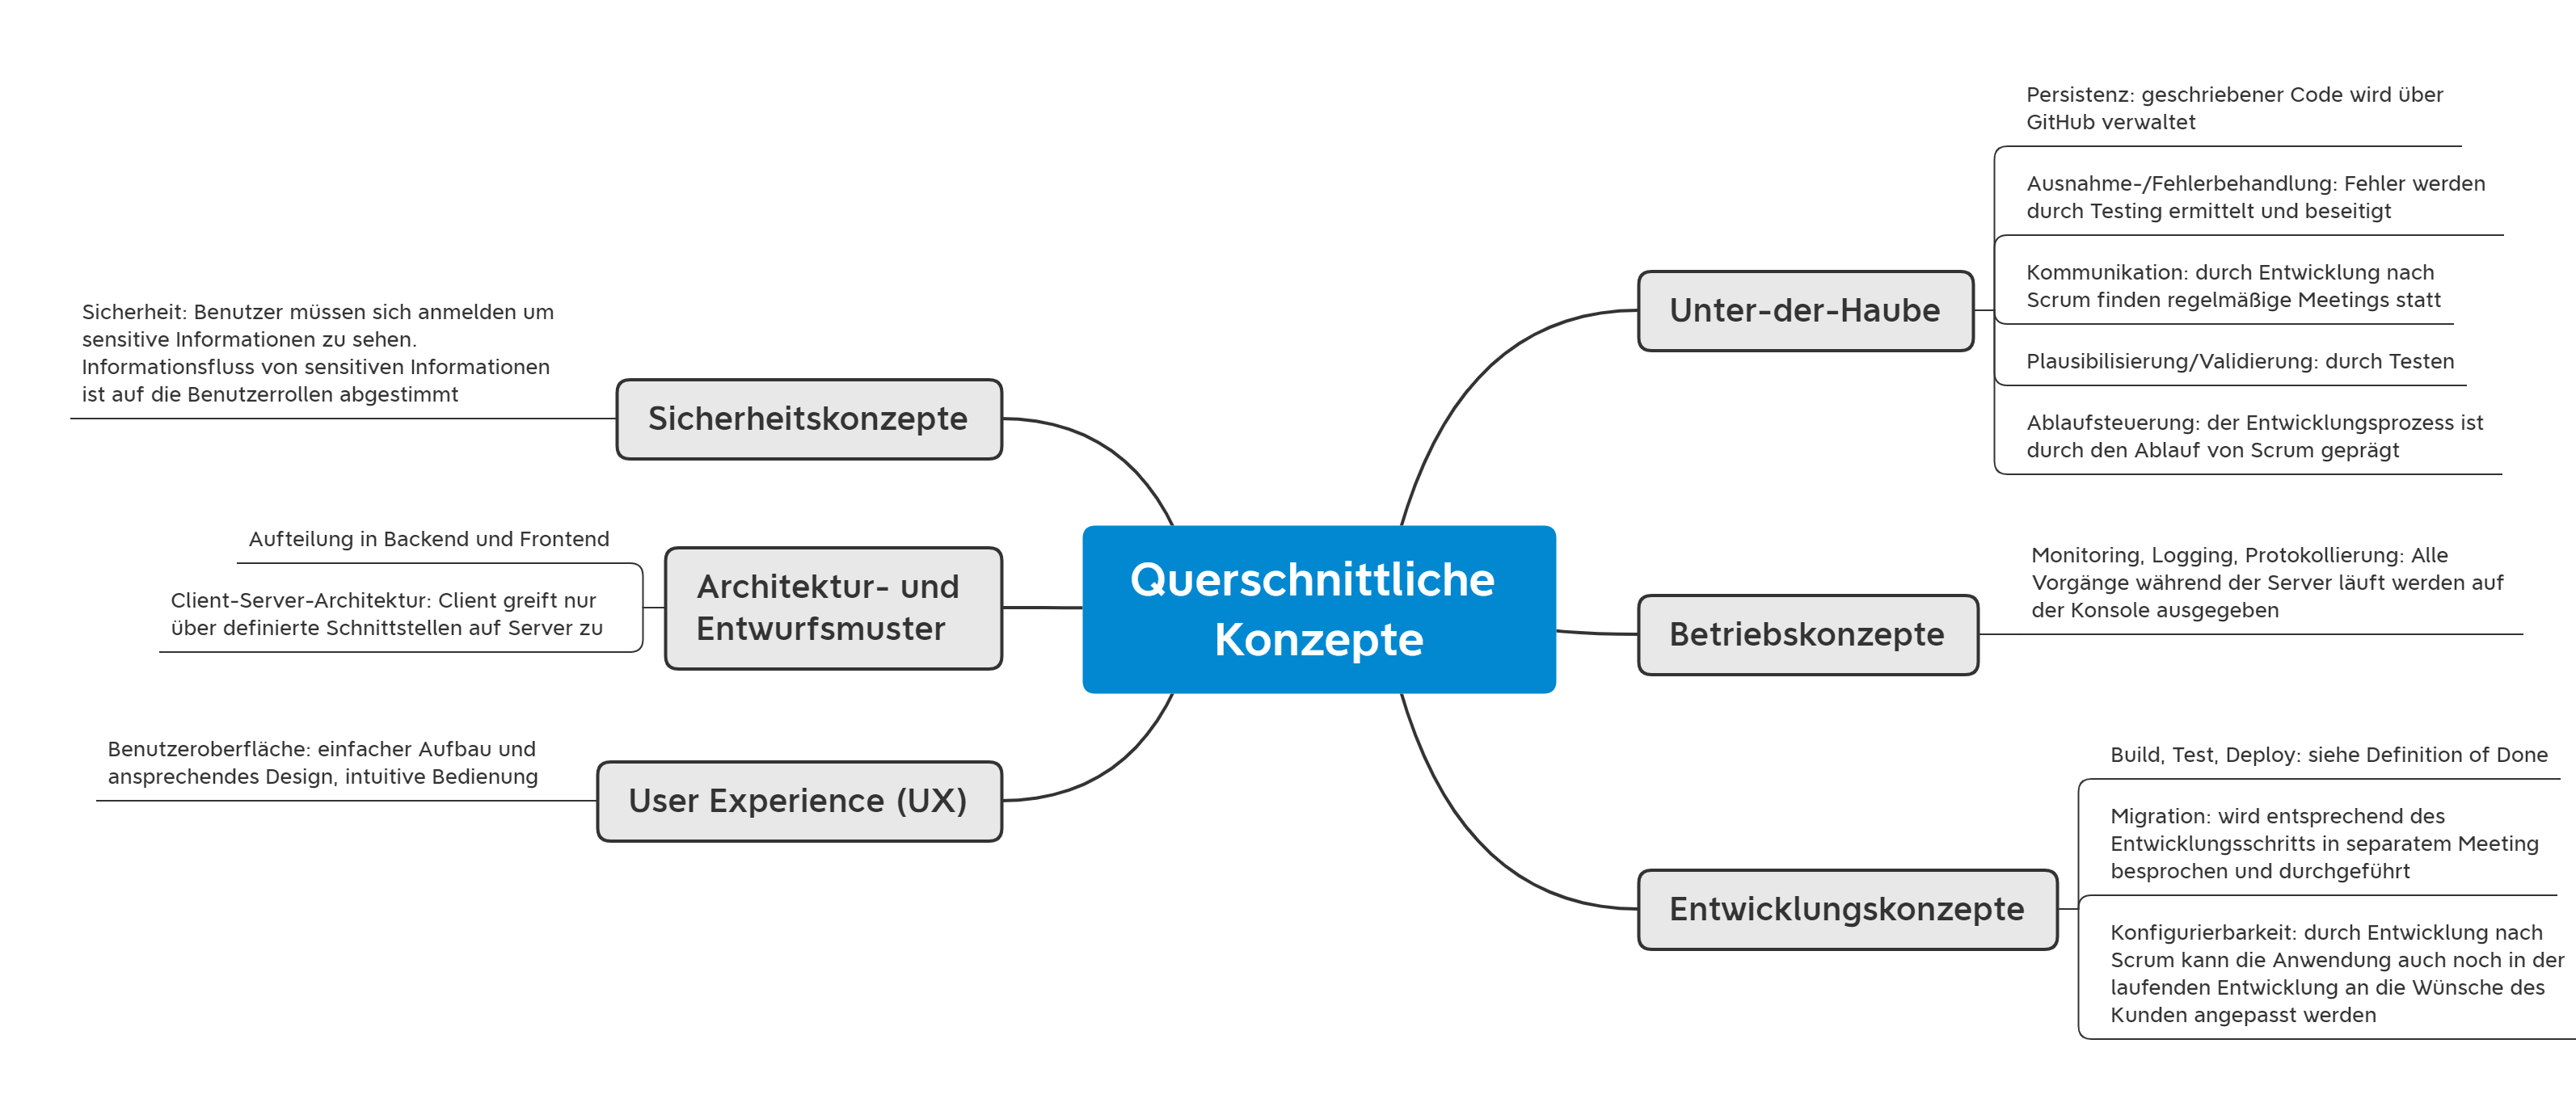 Querschnittliche
Konzepte
Unter-der-Haube
Persistenz: geschriebener Code wird über
GitHub verwaltet
Ausnahme-/Fehlerbehandlung: Fehler werden
durch Testing ermittelt und beseitigt
Kommunikation: durch Entwicklung nach
Scrum finden regelmäßige Meetings statt
Plausibilisierung/Validierung: durch Testen
Ablaufsteuerung: der Entwicklungsprozess ist
durch den Ablauf von Scrum geprägt
Betriebskonzepte
Monitoring, Logging, Protokollierung: Alle
Vorgänge während der Server läuft werden auf
der Konsole ausgegeben
Entwicklungskonzepte
Build, Test, Deploy: siehe Definition of Done
Migration: wird entsprechend des
Entwicklungsschritts in separatem Meeting
besprochen und durchgeführt
Konfigurierbarkeit: durch Entwicklung nach
Scrum kann die Anwendung auch noch in der
laufenden Entwicklung an die Wünsche des
Kunden angepasst werden
Sicherheitskonzepte
Sicherheit: Benutzer müssen sich anmelden um
sensitive Informationen zu sehen.
Informationsfluss von sensitiven Informationen
ist auf die Benutzerrollen abgestimmt
Architektur- und
Entwurfsmuster
Aufteilung in Backend und Frontend
Client-Server-Architektur: Client greift nur
über definierte Schnittstellen auf Server zu
User Experience (UX)
Benutzeroberfläche: einfacher Aufbau und
ansprechendes Design, intuitive Bedienung